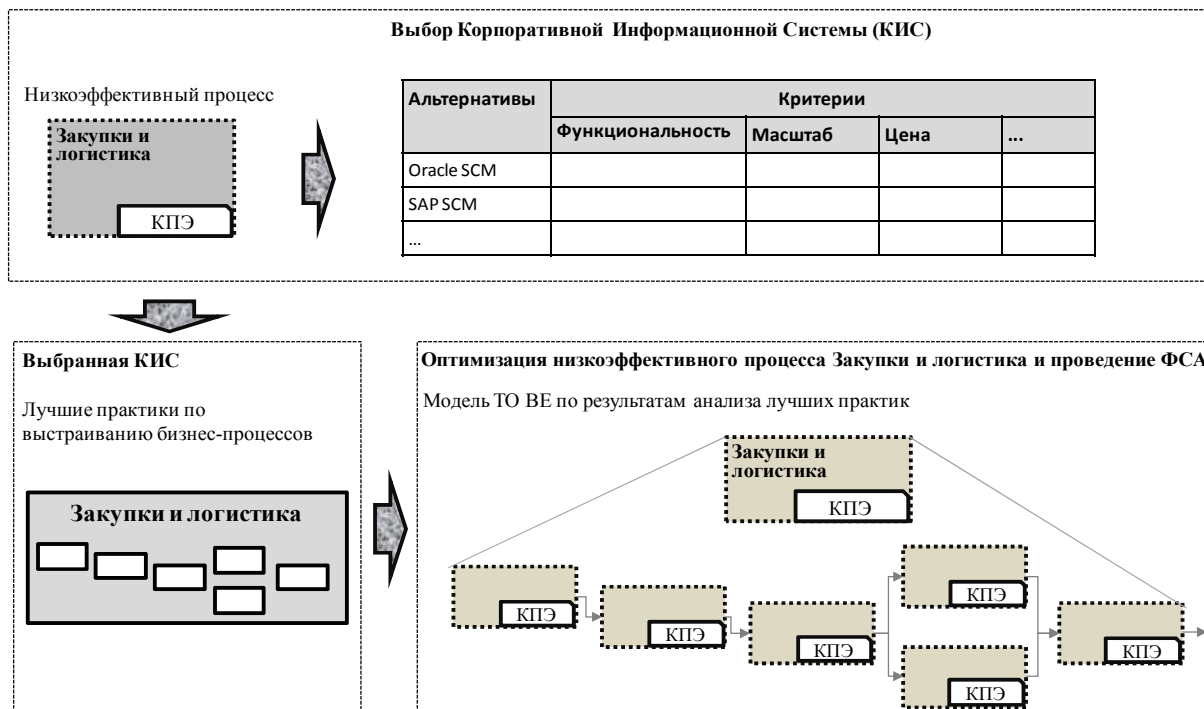 Выбор Корпоративной Информационной Системы (КИС)
Низкоэффективный процесс
Закупки и
логистика
КПЭ
Альтернативы
Критерии
Функциональность
Масштаб
Цена
...
Oracle SCM
SAP SCM
...
Выбранная КИС
Лучшие практики по
выстраиванию бизнес-процессов
Закупки и логистика
Оптимизация низкоэффективного процесса Закупки и логистика и проведение ФСА
Модель TO BE по результатам анализа лучших практик
Закупки и
логистика
КПЭ
КПЭ
КПЭ
КПЭ
КПЭ
КПЭ
КПЭ